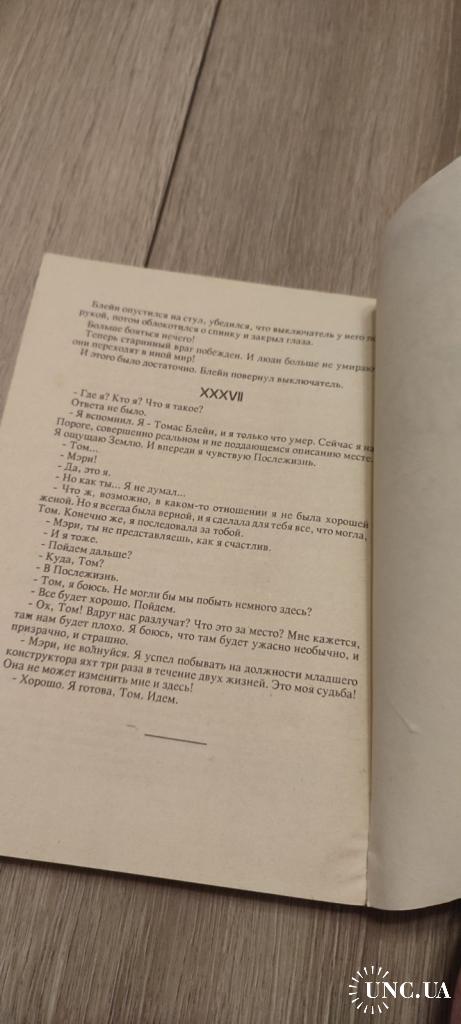 Блейн опустился на стул, убедился, что выключатель у него по
рукой, потом облокотился о спинку и закрыл глаза.
Больше бояться нечего!
Теперь старинный враг побежден. И люди больше не умираю
они переходят в иной мир!
И этого было достаточно. Блейн повернул выключатель.
XXXVII
- Где я? Кто я? Что я такое?
Ответа не было.
- Я вспомнил. Я - Томас Блейн, и я только что умер. Сейчас я на
Пороге, совершенно реальном и не поддающемся описанию месте.
Я ощущаю Землю. И впереди я чувствую Послежизнь.
- Том...
- Мэри!
- Да, это я.
- Но как ты... Я не думал...
- Что ж, возможно, в каком-то отношении я не была хорошей
женой. Но я всегда была верной, и я сделала для тебя все, что могла,
Том. Конечно же, я последовала за тобой.
- Мэри, ты не представляешь, как я счастлив.
- И я тоже.
- Пойдем дальше?
- Куда, Том?
- В Послежизнь.
- Том, я боюсь. Не могли бы мы побыть немного здесь?
- Все будет хорошо. Пойдем.
- Ох, Том! Вдруг нас разлучат? Что это за место? Мне кажется,
там нам будет плохо. Я боюсь, что там будет ужасно необычно, и
призрачно, и страшно.
- Мэри, не волнуйся. Я успел побывать на должности младшего
конструктора яхт три раза в течение двух жизней. Это моя судьба!
Она не может изменить мне и здесь!
- Хорошо. Я готова, Том. Идем.
UNC.UA